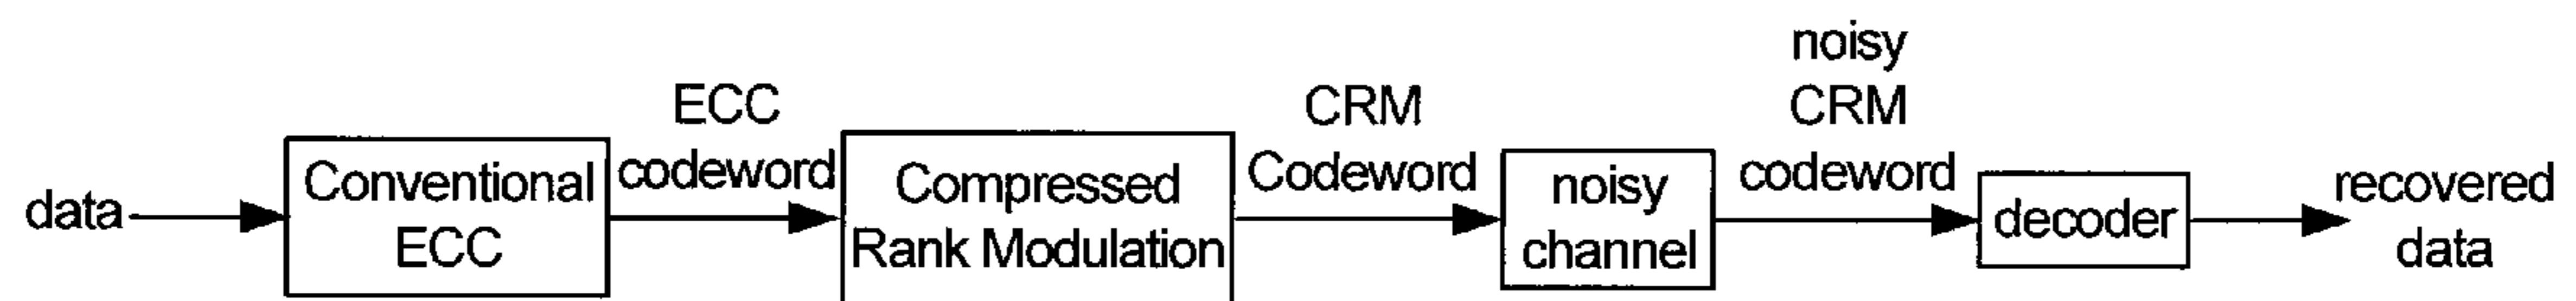 data
Conventional
ECC
ECC
codeword
Compressed
Rank Modulation
CRM
Codeword
noisy
channel
noisy
CRM
codeword
decoder
recovered
data